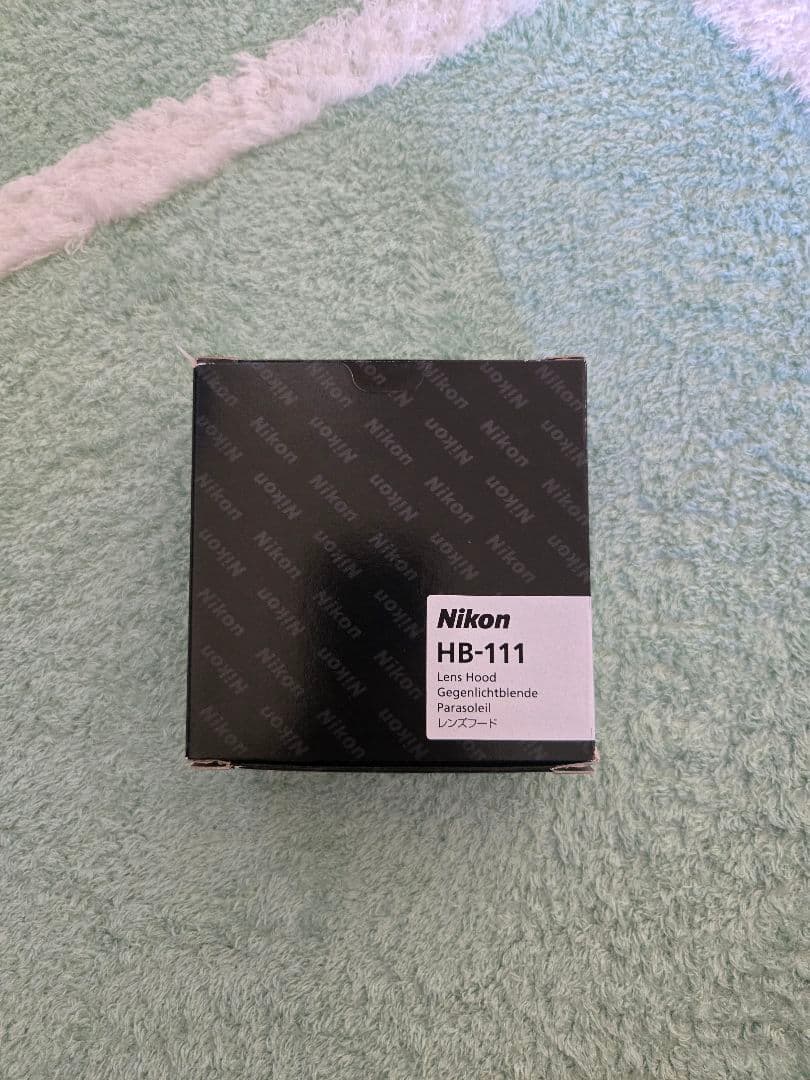 Nikon
HB-111
Lens Hood
Gegenlichtblende
Parasoleil
レンズフード